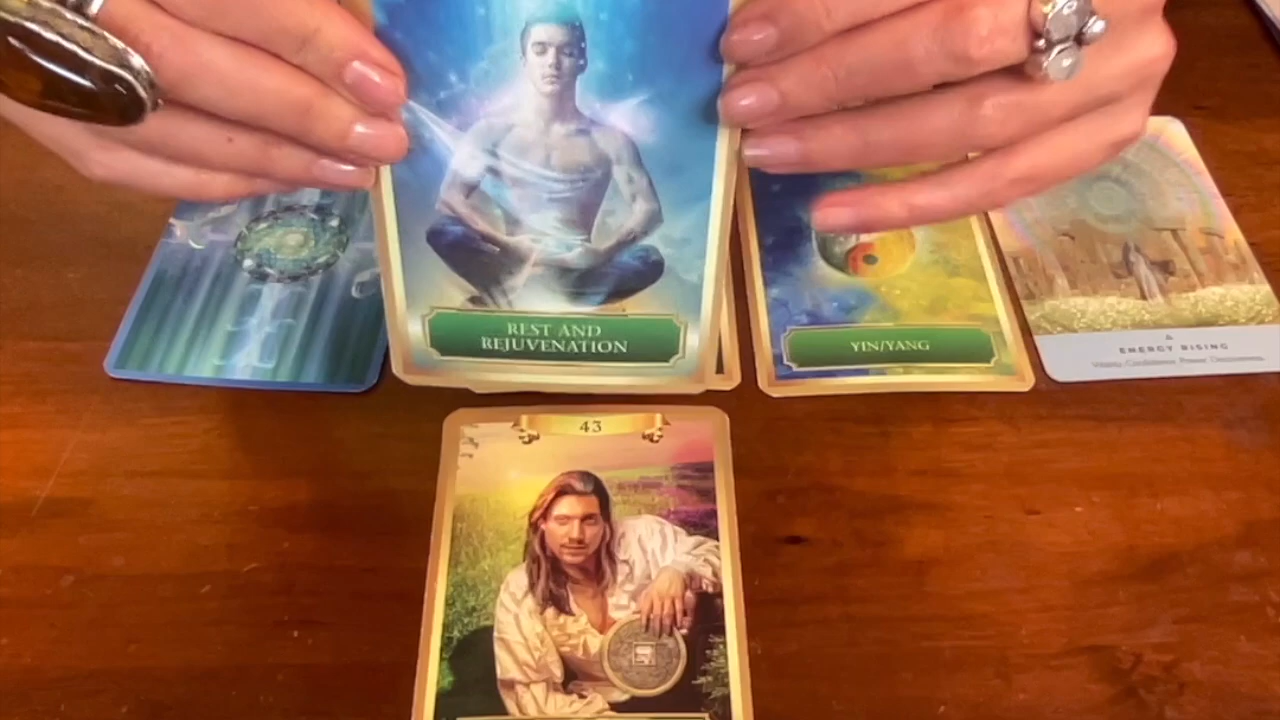 REST AND
REJUVENATION
YIN/YANG
ENERGY RISING
43